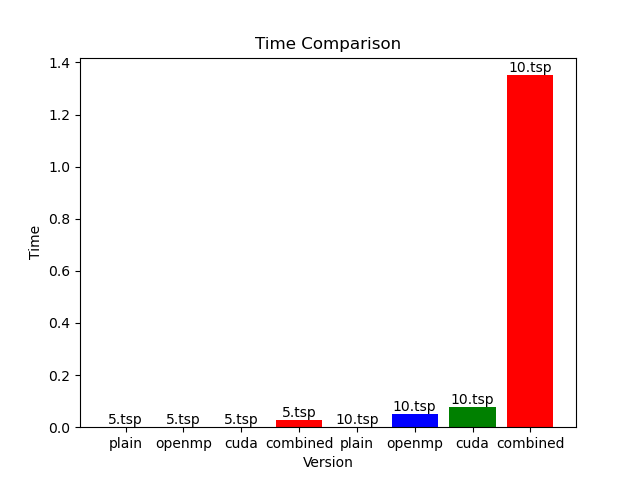 Time Comparison
1.4
1.2
1.0
0.8
0.6
0.4
0.2
0.0
Time
5.tsp 5.tsp 5.tsp 5.tsp 10.tsp 10.tsp 10.tsp 10.tsp
plain openmp cuda combined plain openmp cuda combined
Version